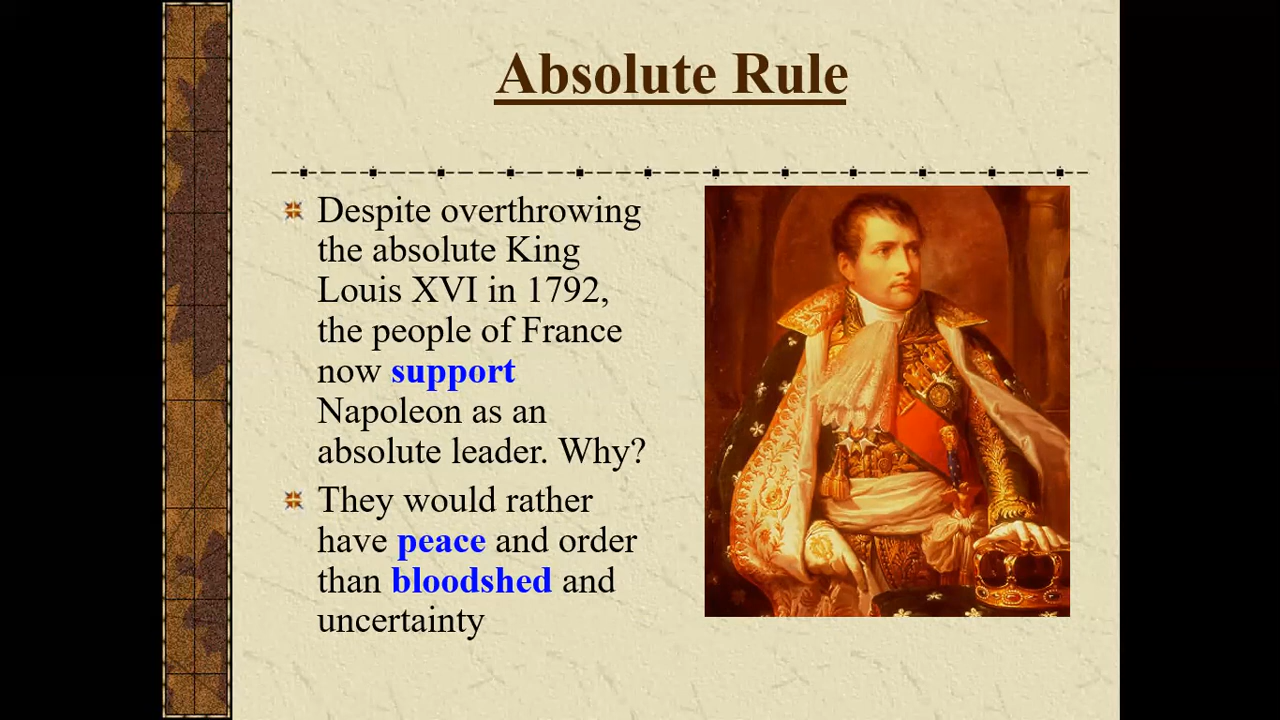 Absolute Rule
Despite overthrowing
the absolute King
Louis XVI in 1792,
the people of France
now support
Napoleon as an
absolute leader. Why?
They would rather
have peace and order
than bloodshed and
uncertainty